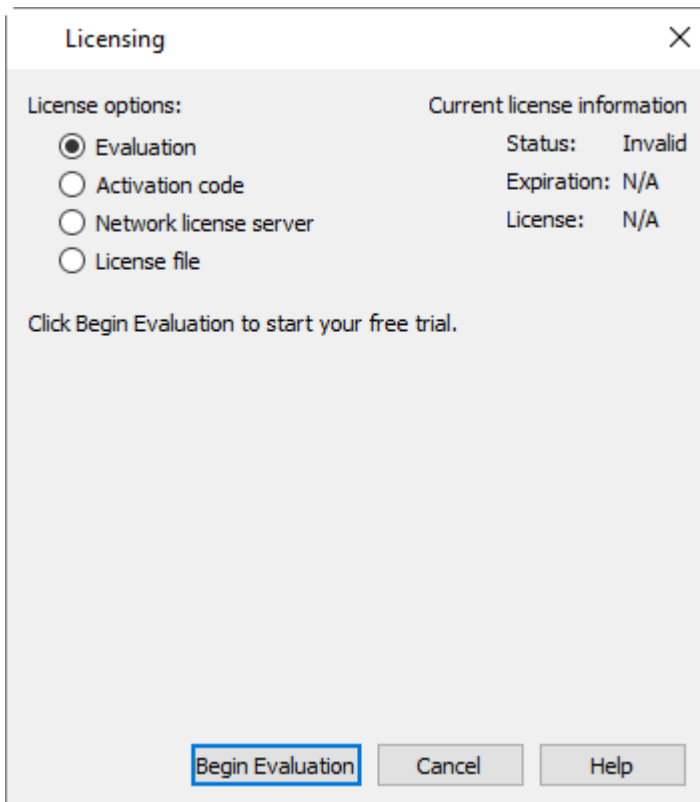 Licensing
License options:
Evaluation
Activation code
Network license server
License file
Current license information
Status: Invalid
Expiration: N/A
License: N/A
Click Begin Evaluation to start your free trial.
Begin Evaluation
Cancel
Help